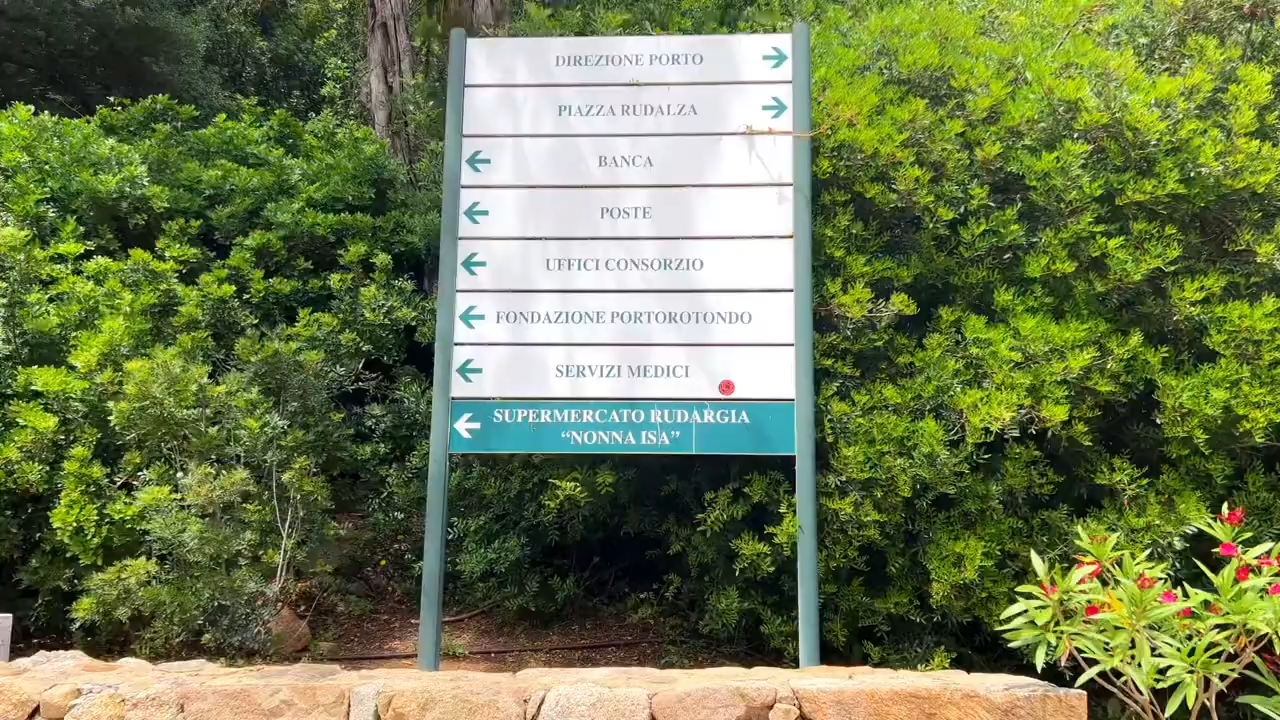 DIREZIONE PORTO
PIAZZA RUDALZA
BANCA
POSTE
UFFICI CONSORZIO
FONDAZIONE PORTOROTONDO
SERVIZI MEDICI
SUPERMERCATO RUDARGIA
“NONNA ISA”